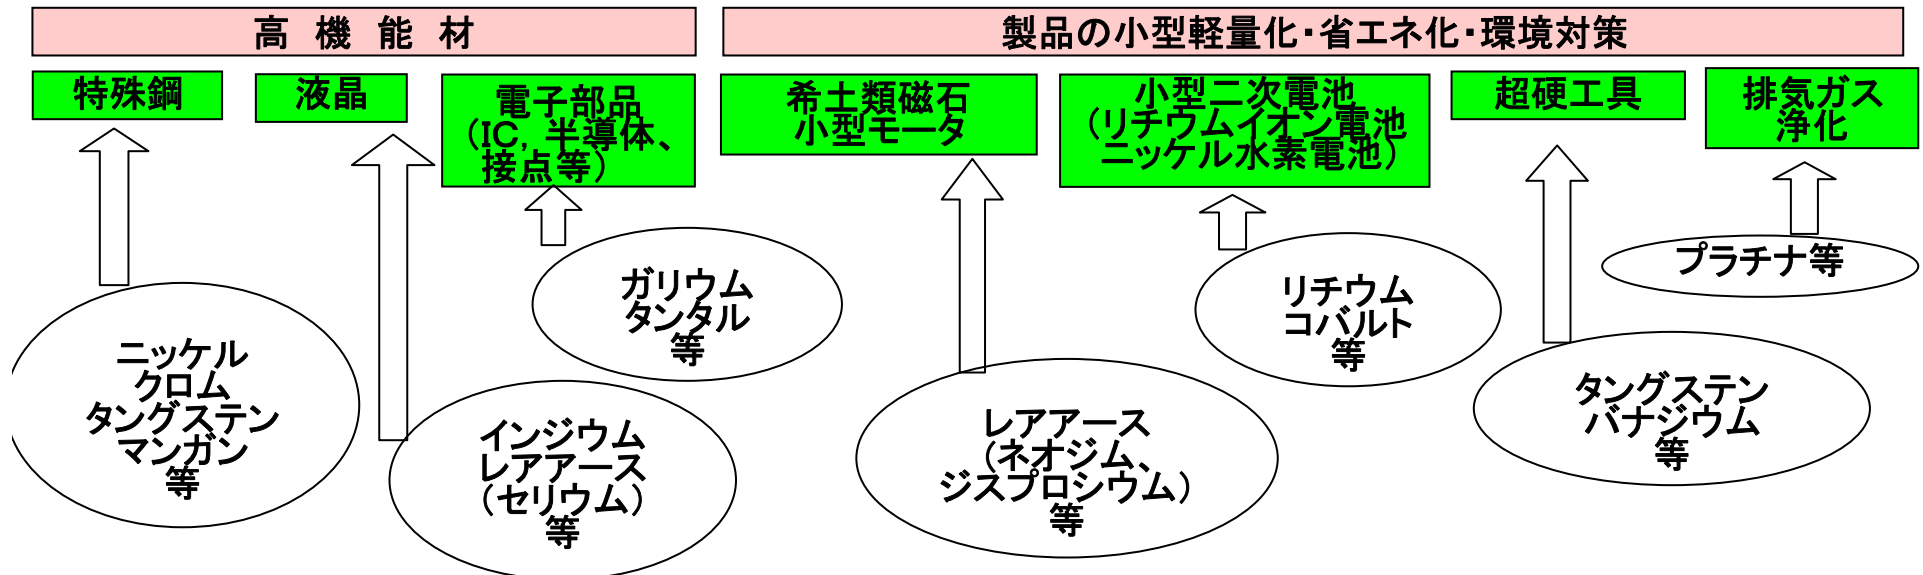 高 機 能 材
製品の小型軽量化・省エネ化・環境対策
特殊鋼
液晶
電子部品
（IC，半導体、
接点等）
希土類磁石
小型モータ
小型二次電池
（リチウムイオン電池
ニッケル水素電池）
超硬工具
排気ガス
浄化
ニッケル
クロム
タングステン
マンガン
等
インジウム
レアアース
（セリウム）
等
ガリウム
タンタル
等
レアアース
（ネオジム、
ジスプロシウム）
等
リチウム
コバルト
等
タングステン
バナジウム
等
プラチナ等